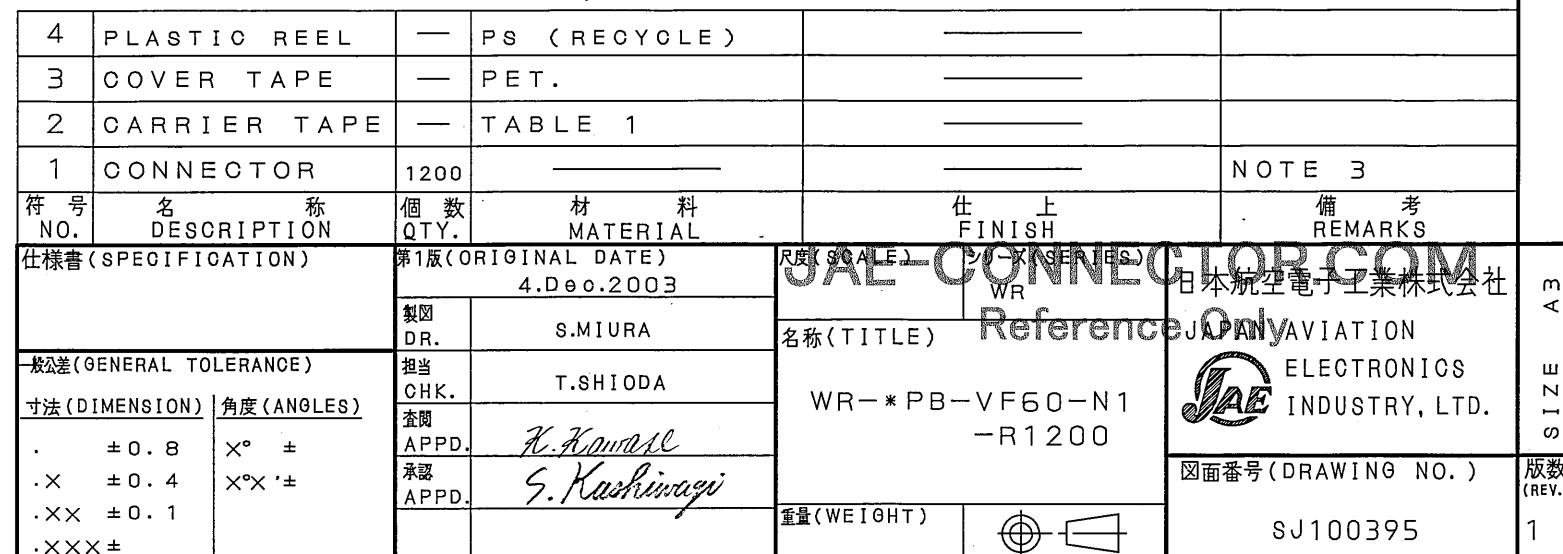 4 PLASTIC REEL — PS (RECYCLE) ———
3 COVER TAPE — PET. ———
2 CARRIER TAPE — TABLE 1 ———
1 CONNECTOR 1200 ——— ——— NOTE 3
符号 名称 個数 材料 仕上 備考
NO. DESCRIPTION QTY. MATERIAL FINISH REMARKS
仕様書(SPECIFICATION)
一般公差(GENERAL TOLERANCE)
寸法(DIMENSION) 角度(ANGLES)
. ±0.8 X° ±
.X ±0.4 X°X'±
.XX ±0.1
.XXX±
第1版(ORIGINAL DATE)
4.Dec.2003
製図
DR. S.MIURA
担当
CHK. T.SHIODA
査閲
APPD. K.Kawase
承認
APPD. S.Kashiwagi
尺度(SCALE)
シリーズ(SERIES)
WR
名称(TITLE)
WR-*PB-VF60-N1
-R1200
重量(WEIGHT)
JAE-CONNECTOR.COM
Reference Only
日本航空電子工業株式会社
JAPAN AVIATION
ELECTRONICS
INDUSTRY, LTD.
JAE
図面番号(DRAWING NO.)
SJ100395
SIZE A3
版数
(REV.
1